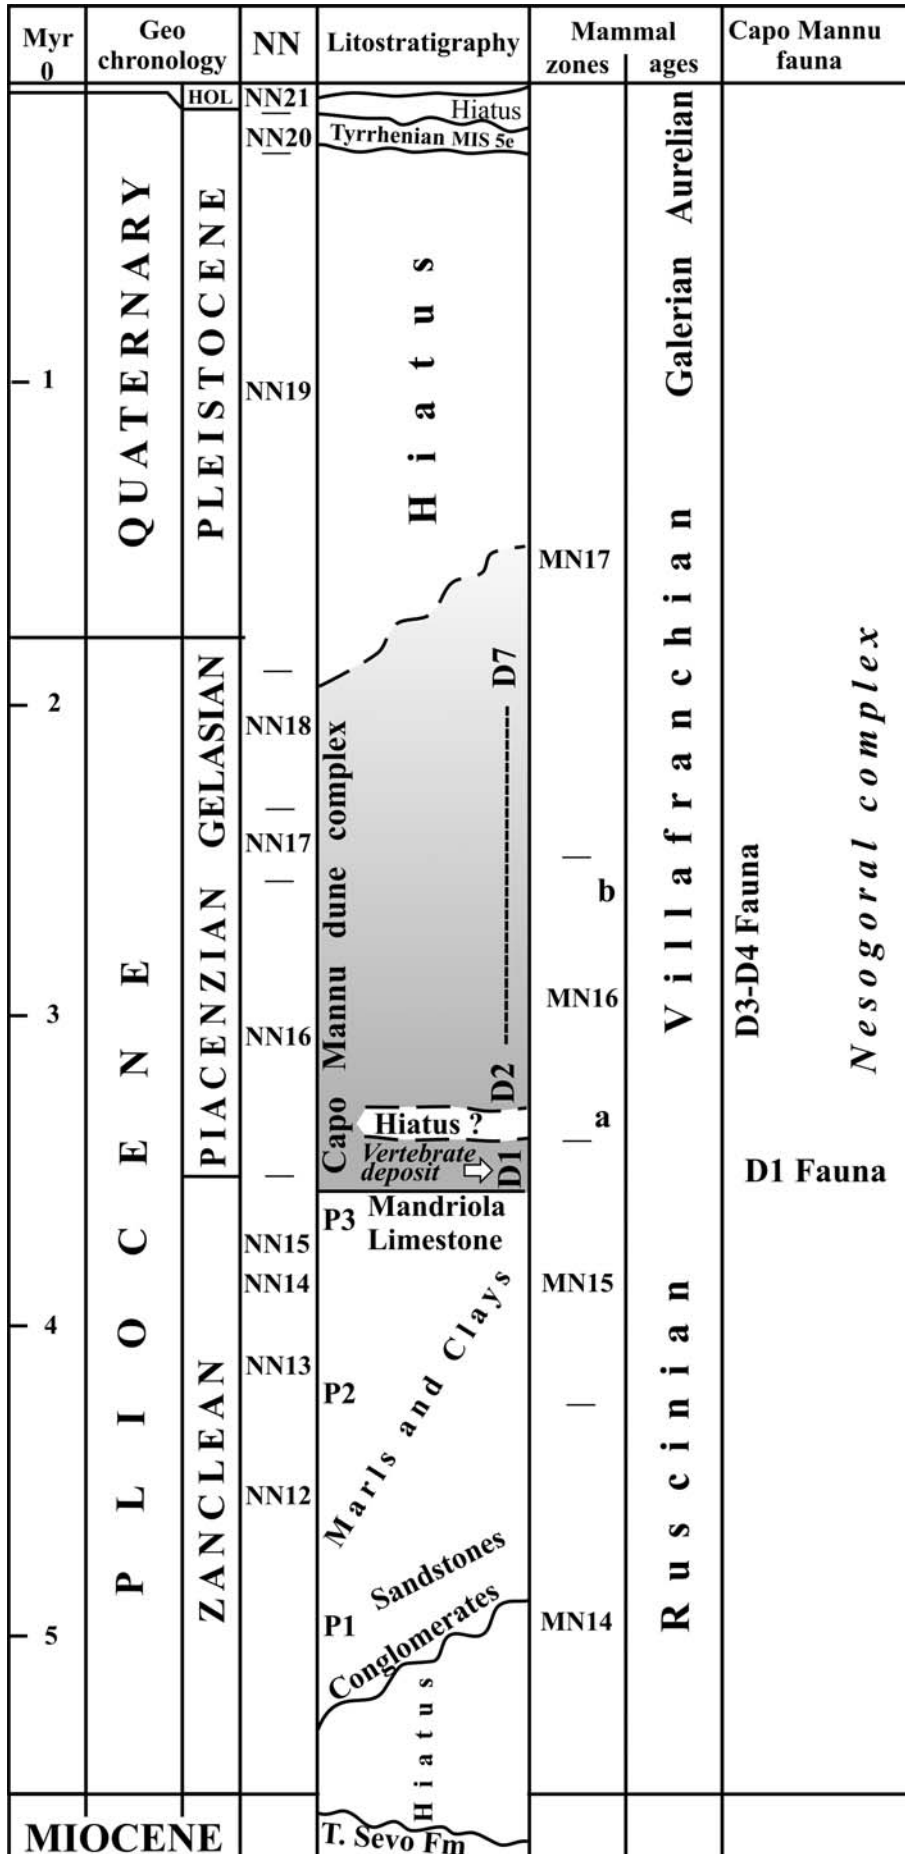 Myr
0
Geo
chronology
NN
Litostratigraphy
Mammal
zones
ages
Capo Mannu
fauna
1
2
3
4
5
QUATERNARY
PLIOCENE
MIOCENE
HOL
PLEISTOCENE
GELASIAN
PIACENZIAN
ZANCLEAN
NN21
NN20
NN19
NN18
NN17
NN16
NN15
NN14
NN13
NN12
Hiatus
Tyrrhenian MIS 5e
Hiatus
Capo Mannu dune complex
D7
D2
Hiatus ?
Vertebrate
deposit
D1
P3
Mandriola
Limestone
P2
Marls and Clays
Sandstones
P1
Conglomerates
Hiatus
T. Sevo Fm
MN17
b
MN16
a
MN15
MN14
Aurelian
Galerian
Villafranchian
Ruscinian
D3-D4 Fauna
D1 Fauna
Nesogoral complex